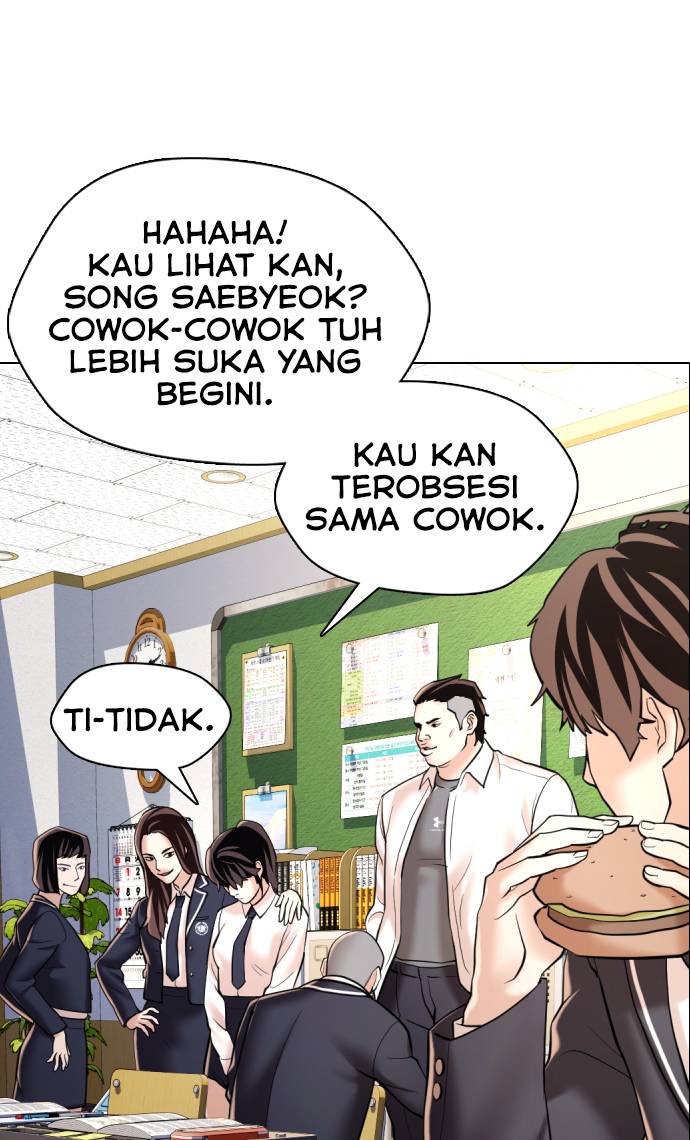 HAHAHA!
KAU LIHAT KAN,
SONG SAEBYEOK?
COWOK-COWOK TUH
LEBIH SUKA YANG
BEGINI.
KAU KAN
TEROBSESI
SAMA COWOK.
TI-TIDAK.